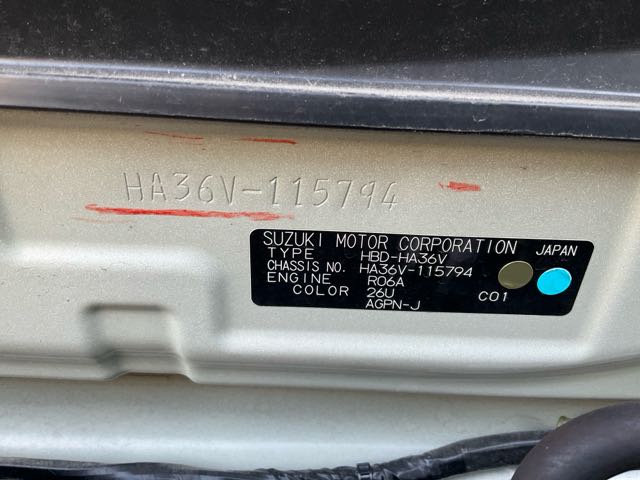 HA36V-115794
SUZUKI MOTOR CORPORATION JAPAN
TYPE HBD-HA36V
CHASSIS NO. HA36V-115794
ENGINE R06A
COLOR 26U C01
AGPN-J